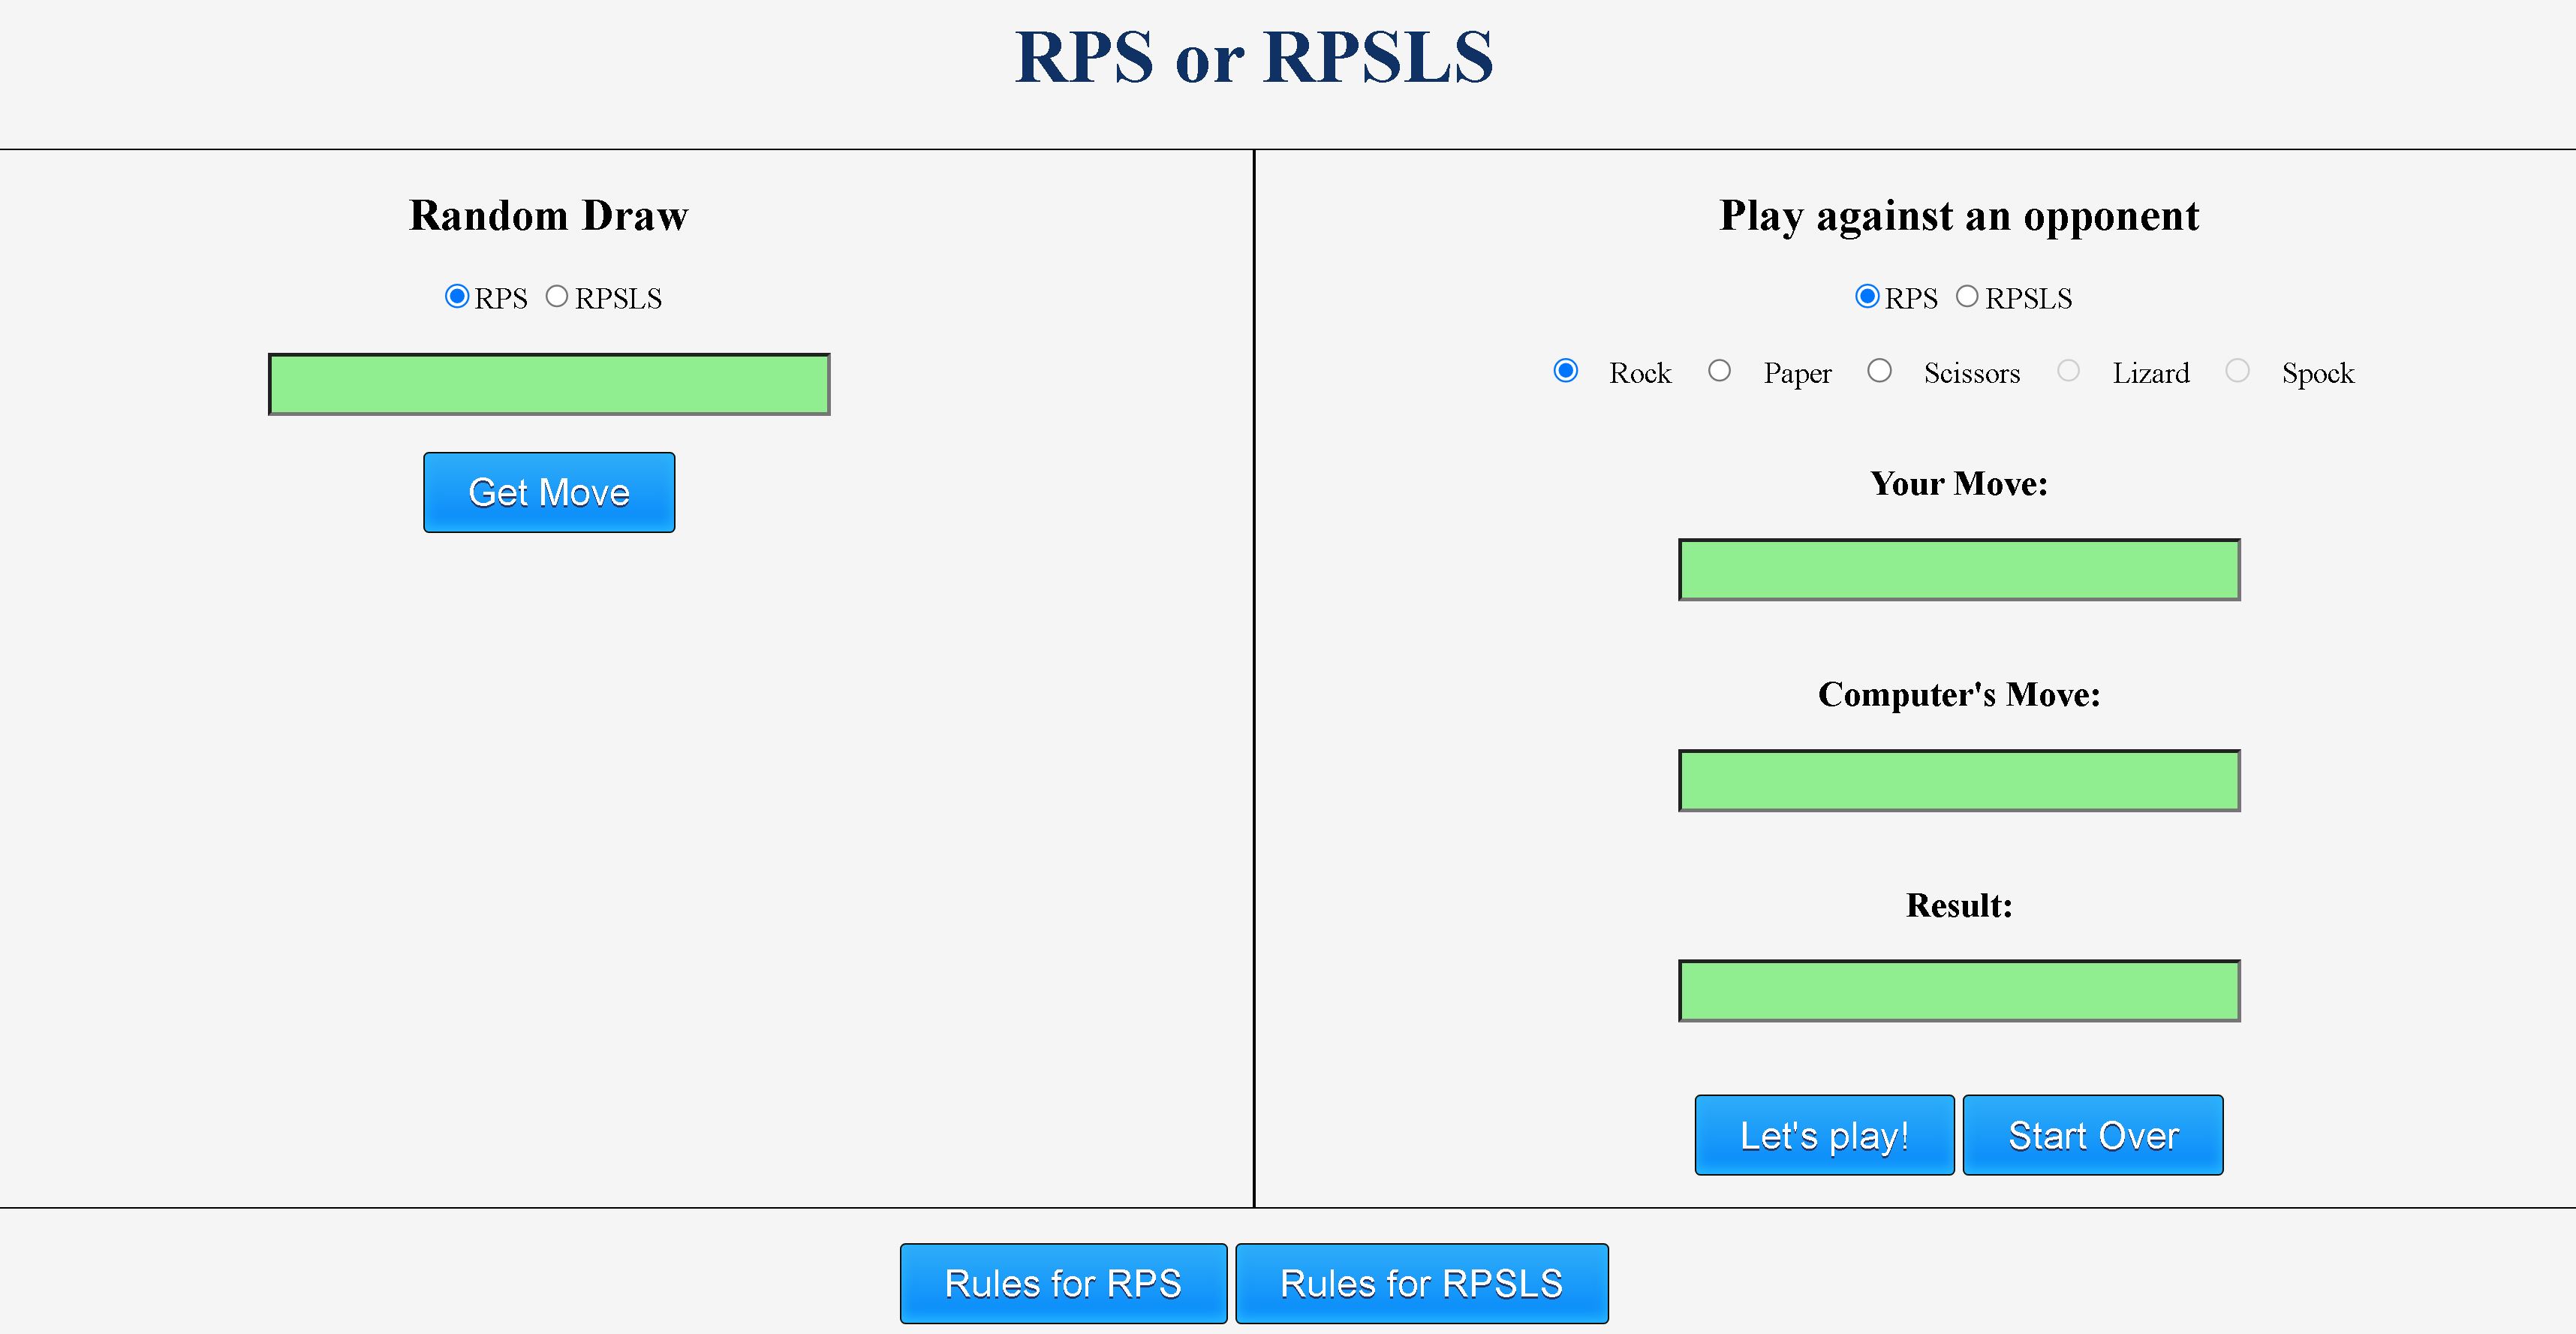 RPS or RPSLS
Random Draw
RPS RPSLS
Get Move
Play against an opponent
RPS RPSLS
Rock Paper Scissors Lizard Spock
Your Move:
Computer's Move:
Result:
Let's play! Start Over
Rules for RPS Rules for RPSLS